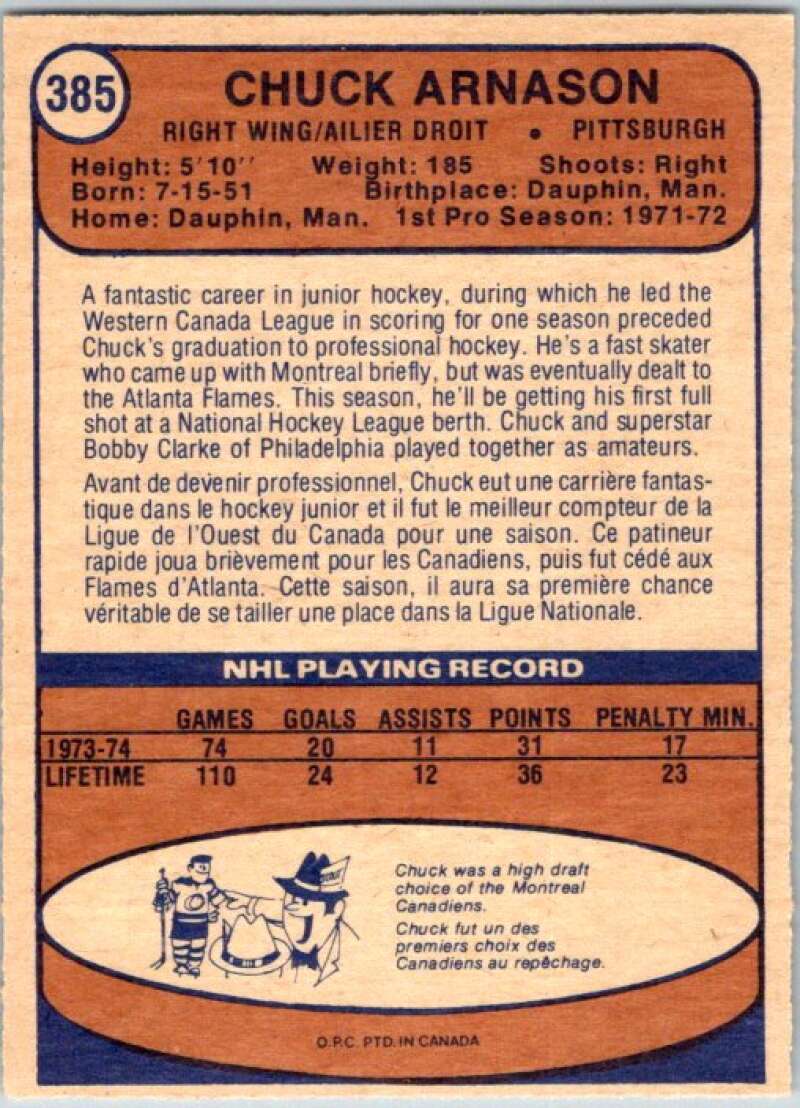 385
CHUCK ARNASON
RIGHT WING/AILIER DROIT • PITTSBURGH
Height: 5'10'' Weight: 185 Shoots: Right
Born: 7-15-51 Birthplace: Dauphin, Man.
Home: Dauphin, Man. 1st Pro Season: 1971-72
A fantastic career in junior hockey, during which he led the
Western Canada League in scoring for one season preceded
Chuck's graduation to professional hockey. He's a fast skater
who came up with Montreal briefly, but was eventually dealt to
the Atlanta Flames. This season, he'll be getting his first full
shot at a National Hockey League berth. Chuck and superstar
Bobby Clarke of Philadelphia played together as amateurs.
Avant de devenir professionnel, Chuck eut une carrière fantas-
tique dans le hockey junior et il fut le meilleur compteur de la
Ligue de l'Ouest du Canada pour une saison. Ce patineur
rapide joua brièvement pour les Canadiens, puis fut cédé aux
Flames d'Atlanta. Cette saison, il aura sa première chance
véritable de se tailler une place dans la Ligue Nationale.
NHL PLAYING RECORD
GAMES GOALS ASSISTS POINTS PENALTY MIN.
1973-74 74 20 11 31 17
LIFETIME 110 24 12 36 23
SCOUT
Chuck was a high draft
choice of the Montreal
Canadiens.
Chuck fut un des
premiers choix des
Canadiens au repêchage.
O.P.C. PTD. IN CANADA